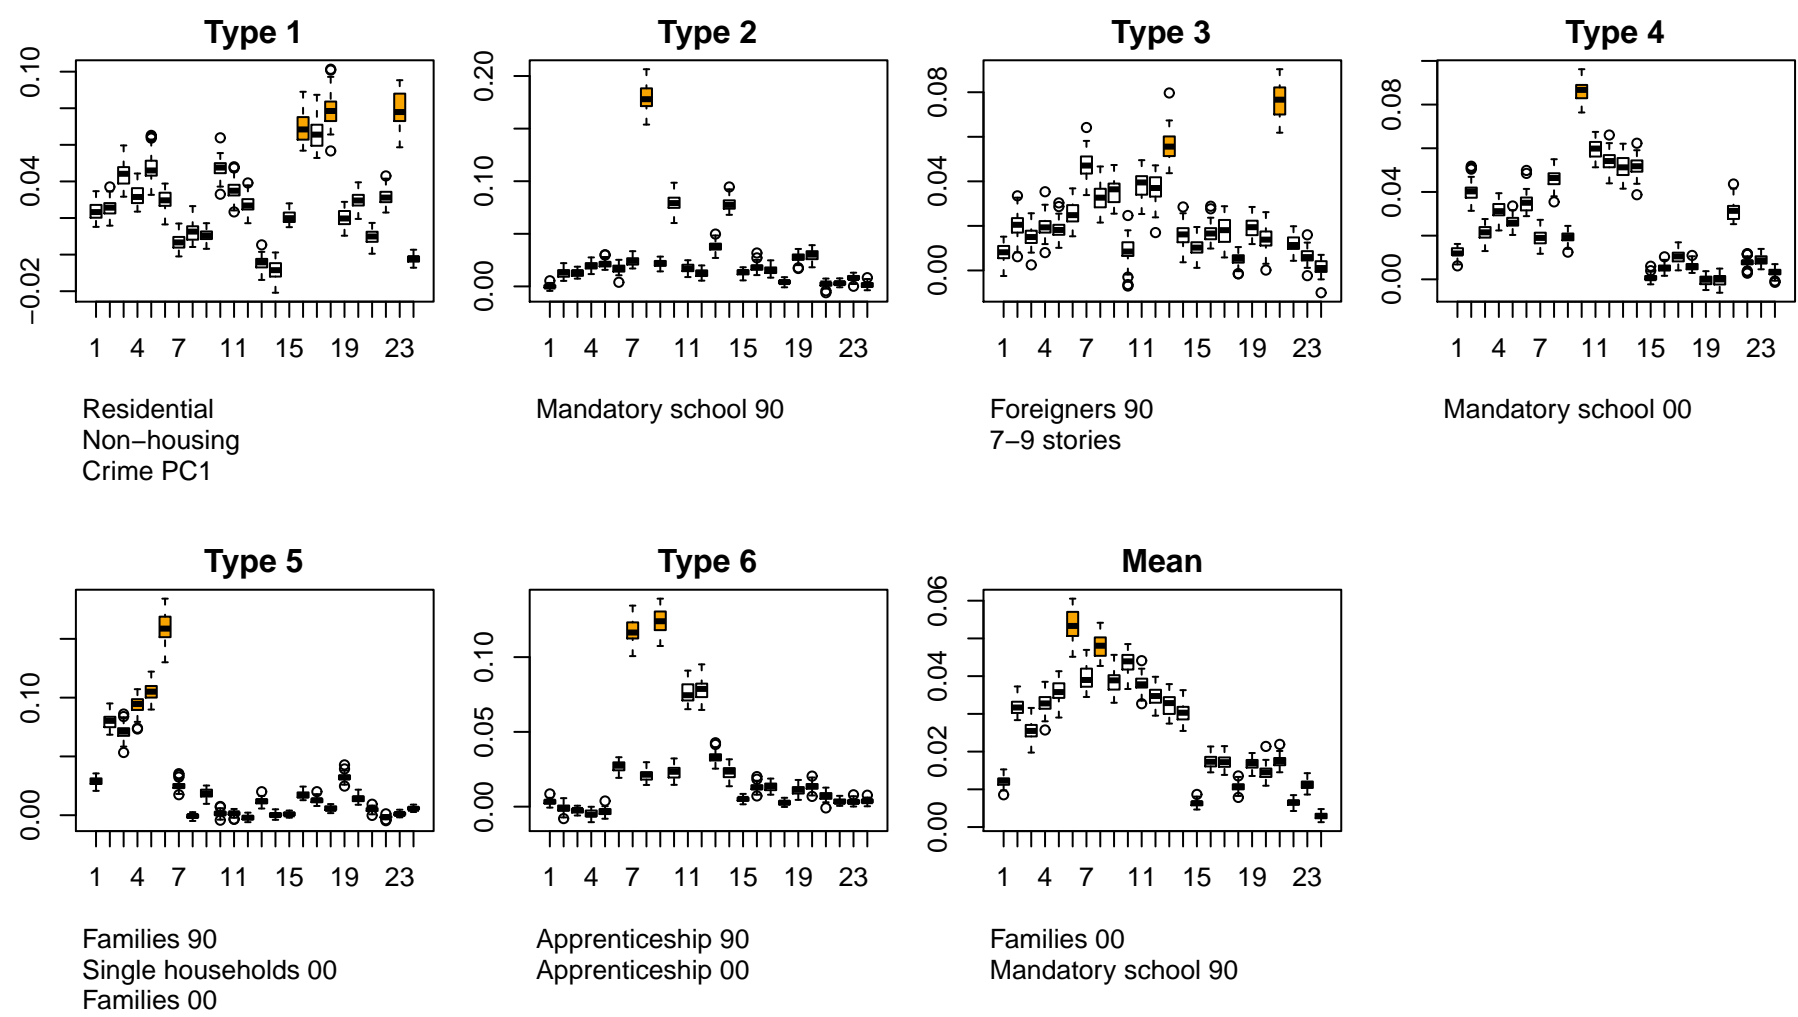 Type 1
Type 2
Type 3
Type 4
0.10
0.04
−0.02
0.20
0.10
0.00
0.08
0.04
0.00
0.08
0.04
0.00
1 4 7 11 15 19 23
1 4 7 11 15 19 23
1 4 7 11 15 19 23
1 4 7 11 15 19 23
Residential
Non−housing
Crime PC1
Mandatory school 90
Foreigners 90
7−9 stories
Mandatory school 00
Type 5
Type 6
Mean
0.10
0.00
0.10
0.05
0.00
0.06
0.04
0.02
0.00
1 4 7 11 15 19 23
1 4 7 11 15 19 23
1 4 7 11 15 19 23
Families 90
Single households 00
Families 00
Apprenticeship 90
Apprenticeship 00
Families 00
Mandatory school 90